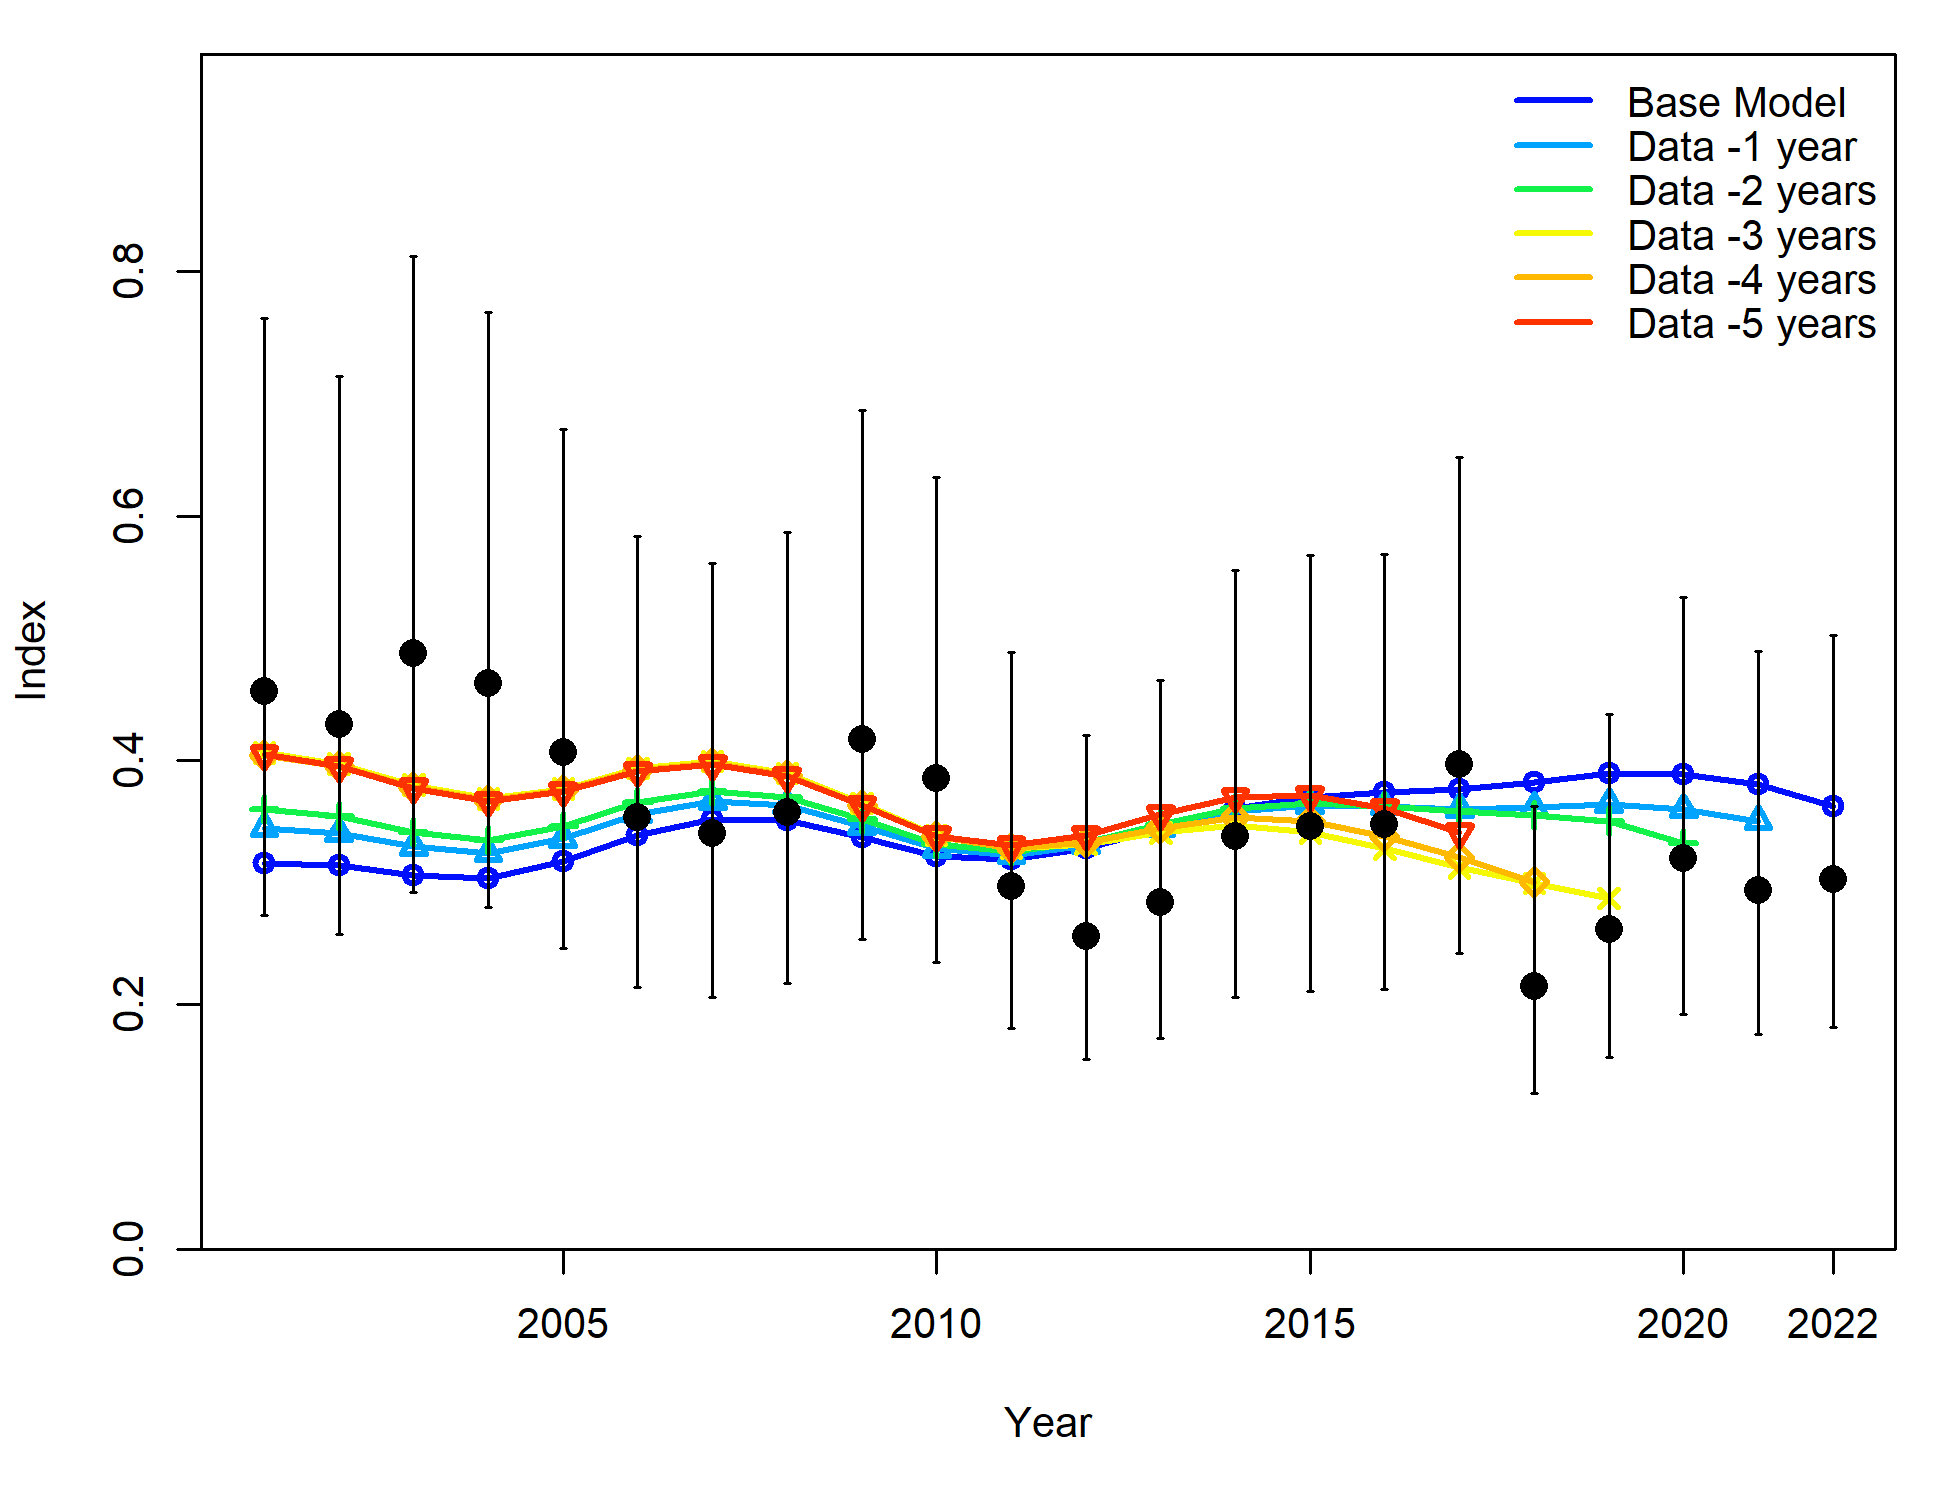 Base Model
Data -1 year
Data -2 years
Data -3 years
Data -4 years
Data -5 years
0.8
0.6
0.4
0.2
0.0
Index
2005 2010 2015 2020 2022
Year